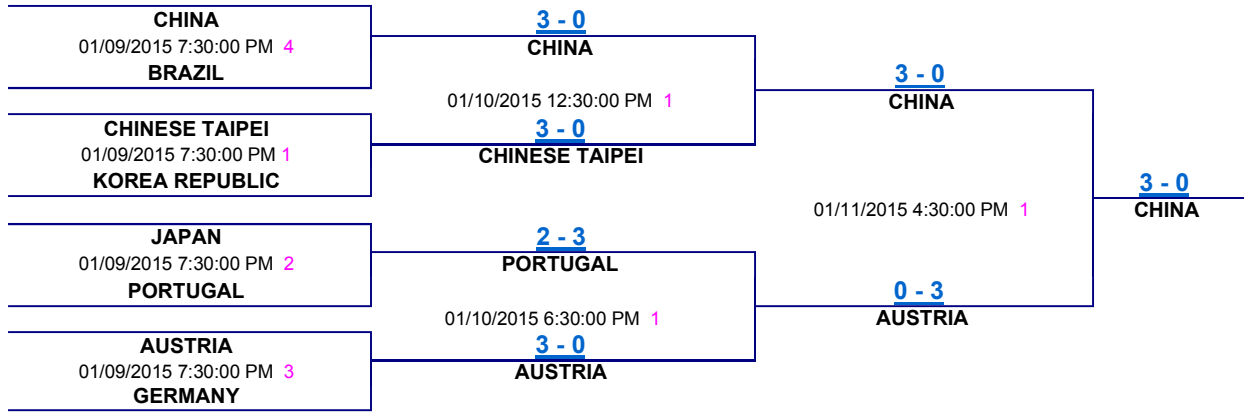 CHINA
01/09/2015 7:30:00 PM 4
BRAZIL
CHINESE TAIPEI
01/09/2015 7:30:00 PM 1
KOREA REPUBLIC
JAPAN
01/09/2015 7:30:00 PM 2
PORTUGAL
AUSTRIA
01/09/2015 7:30:00 PM 3
GERMANY
3 - 0
CHINA
01/10/2015 12:30:00 PM 1
3 - 0
CHINESE TAIPEI
2 - 3
PORTUGAL
01/10/2015 6:30:00 PM 1
3 - 0
AUSTRIA
3 - 0
CHINA
01/11/2015 4:30:00 PM 1
0 - 3
AUSTRIA
3 - 0
CHINA